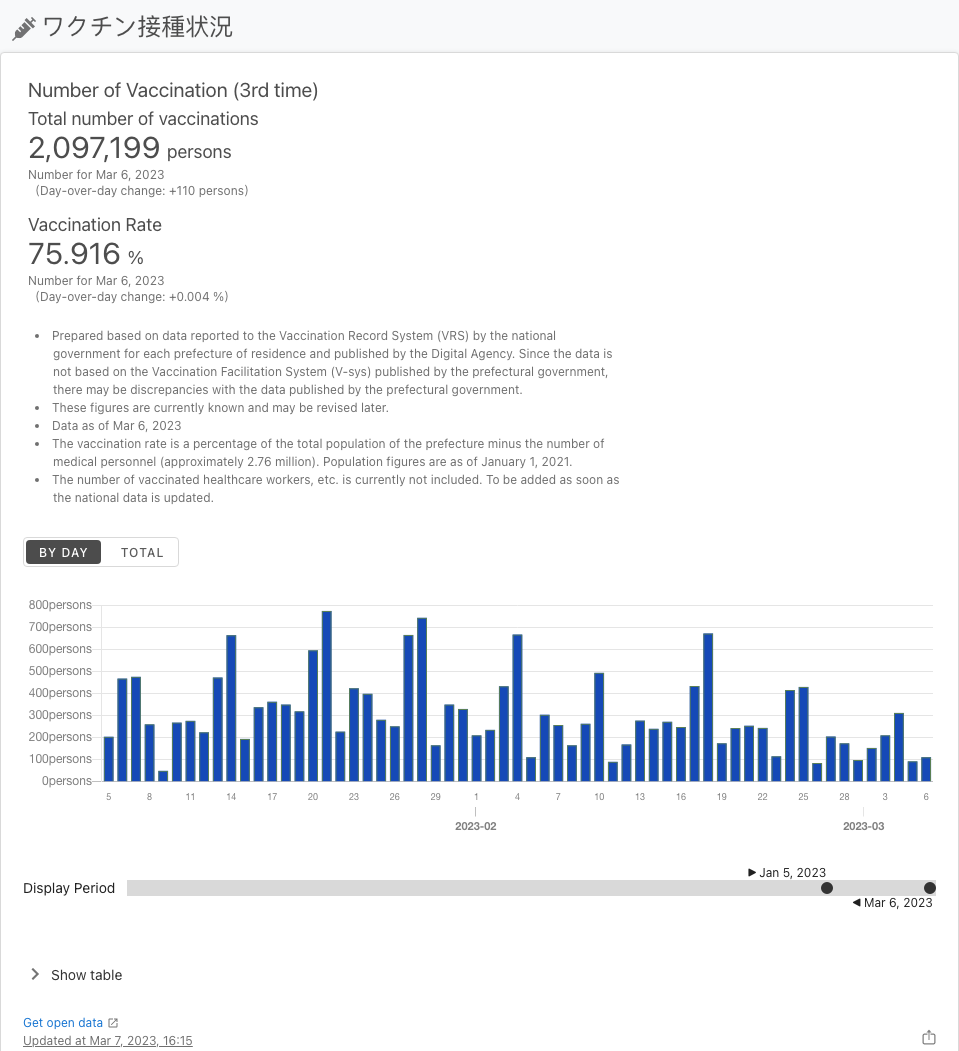 ワクチン接種状況
Number of Vaccination (3rd time)
Total number of vaccinations
2,097,199 persons
Number for Mar 6, 2023
(Day-over-day change: +110 persons)
Vaccination Rate
75.916 %
Number for Mar 6, 2023
(Day-over-day change: +0.004 %)
• Prepared based on data reported to the Vaccination Record System (VRS) by the national
government for each prefecture of residence and published by the Digital Agency. Since the data is
not based on the Vaccination Facilitation System (V-sys) published by the prefectural government,
there may be discrepancies with the data published by the prefectural government.
• These figures are currently known and may be revised later.
• Data as of Mar 6, 2023
• The vaccination rate is a percentage of the total population of the prefecture minus the number of
medical personnel (approximately 2.76 million). Population figures are as of January 1, 2021.
• The number of vaccinated healthcare workers, etc. is currently not included. To be added as soon as
the national data is updated.
BY DAY TOTAL
800persons
700persons
600persons
500persons
400persons
300persons
200persons
100persons
0persons
5 8 11 14 17 20 23 26 29 1 4 7 10 13 16 19 22 25 28 3 6
2023-02 2023-03
Jan 5, 2023
Display Period
Mar 6, 2023
Show table
Get open data
Updated at Mar 7, 2023, 16:15